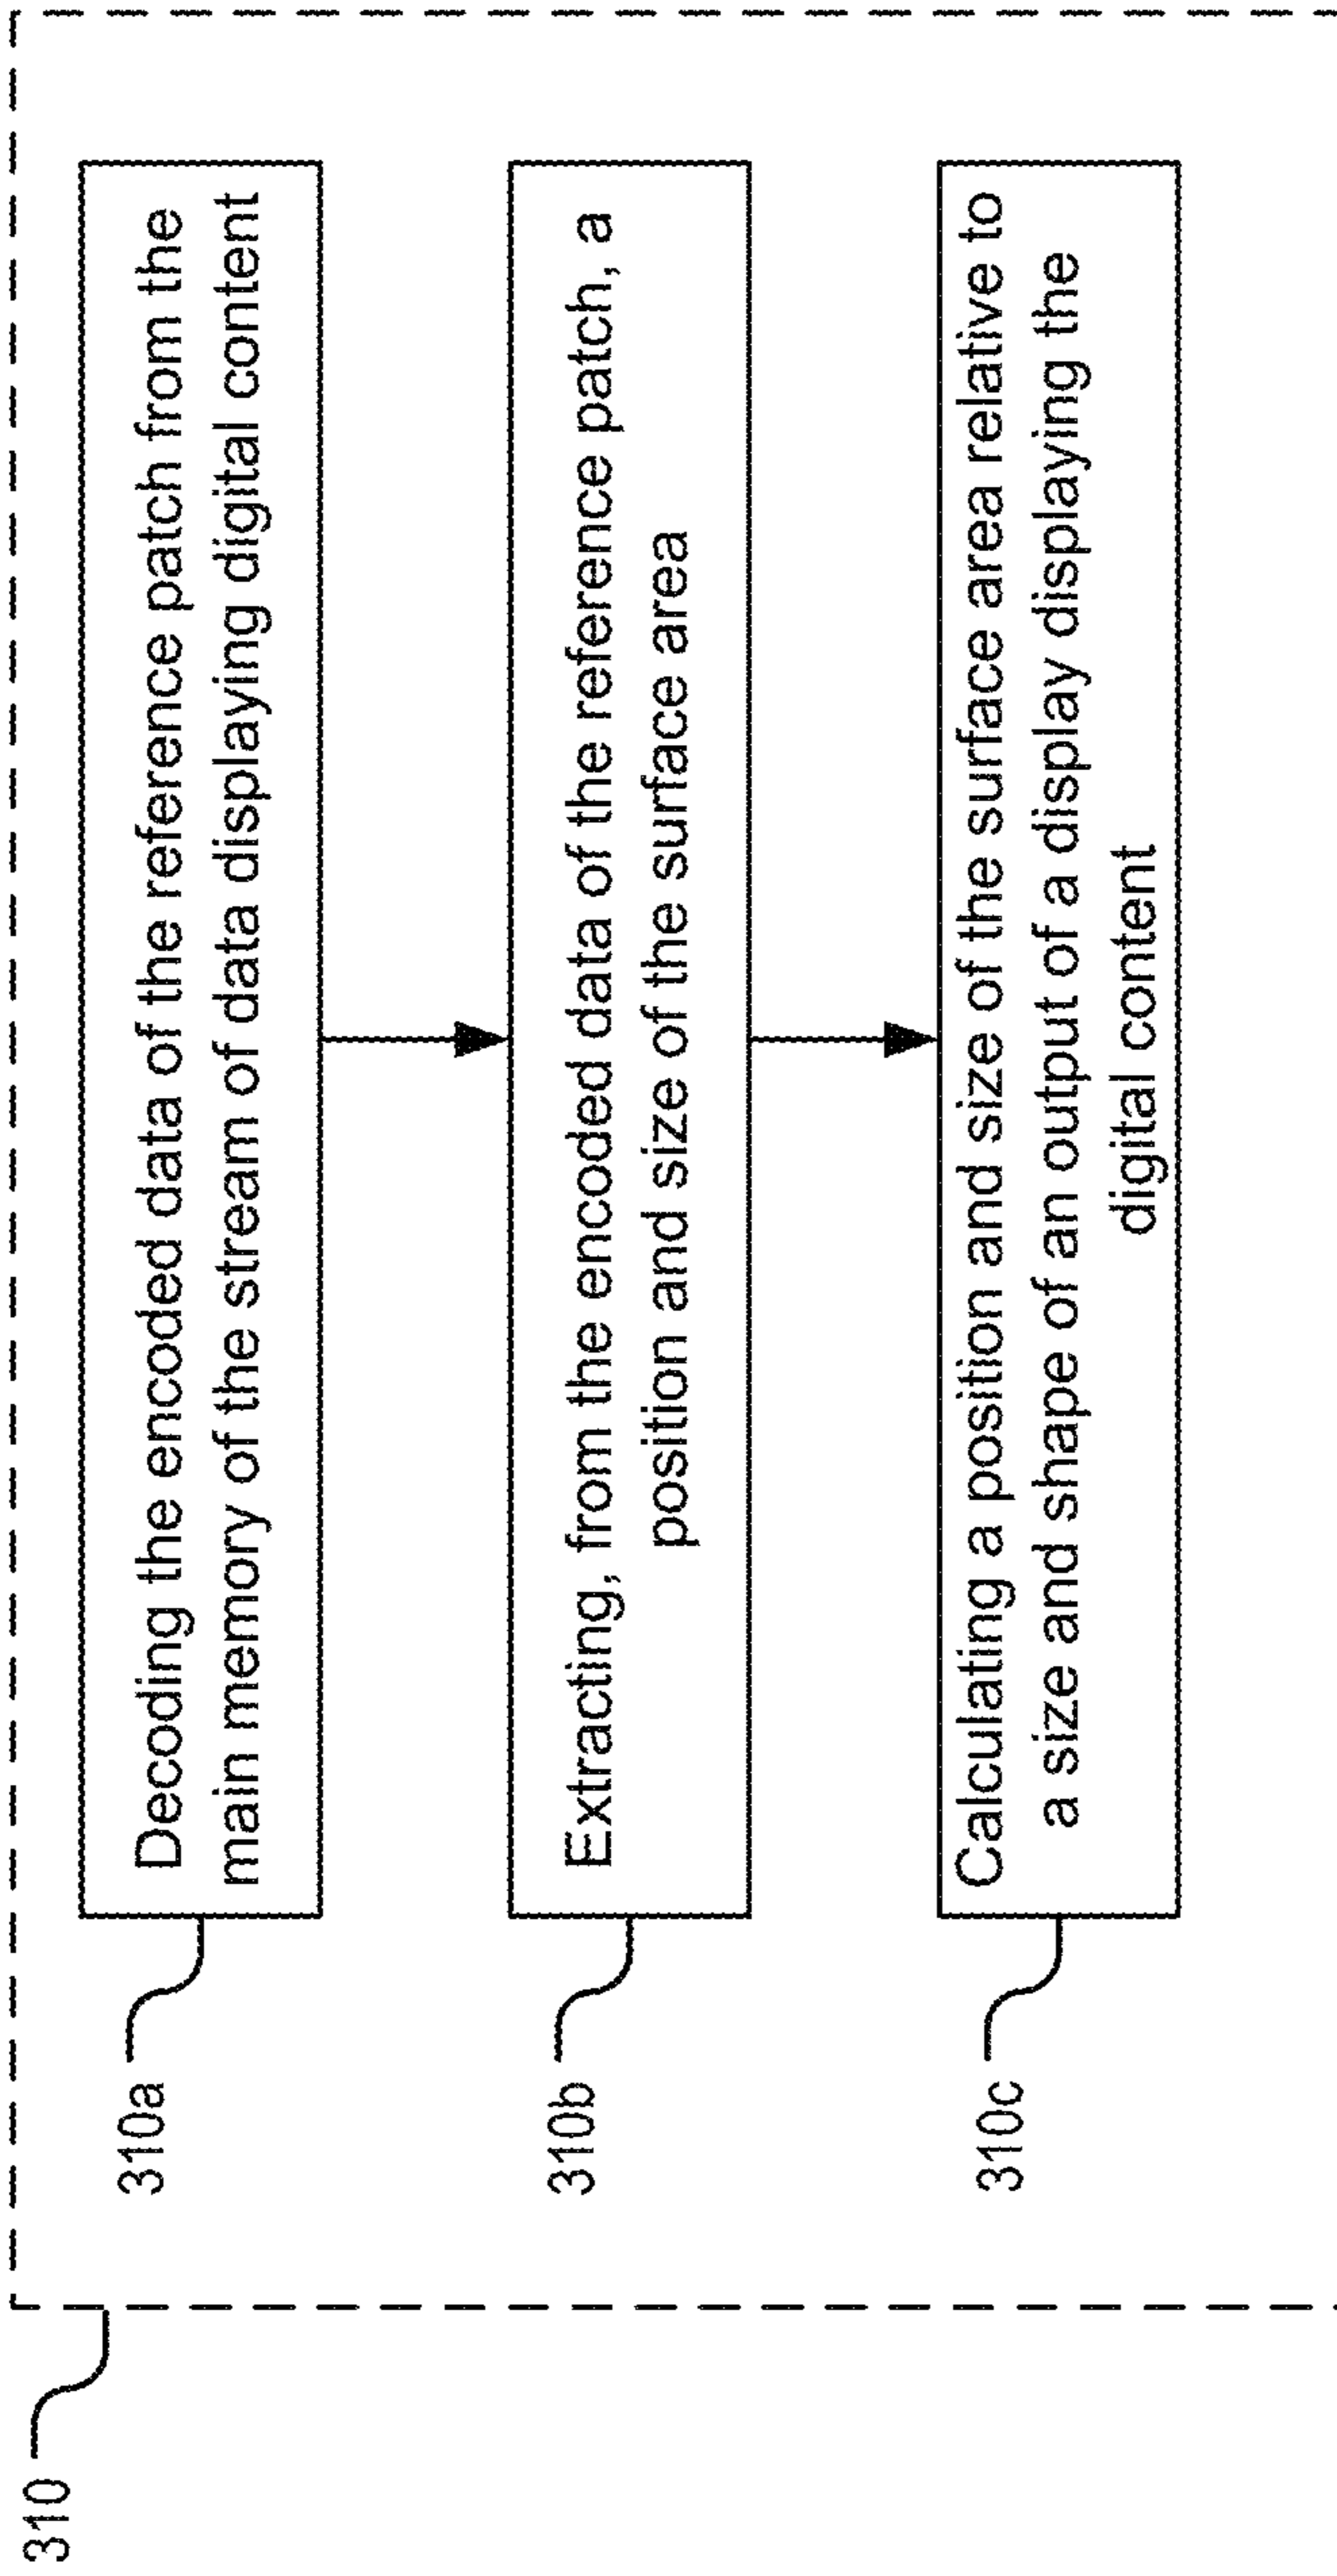 310
310a
Decoding the encoded data of the reference patch from the
main memory of the stream of data displaying digital content
310b
Extracting, from the encoded data of the reference patch, a
position and size of the surface area
310c
Calculating a position and size of the surface area relative to
a size and shape of an output of a display displaying the
digital content